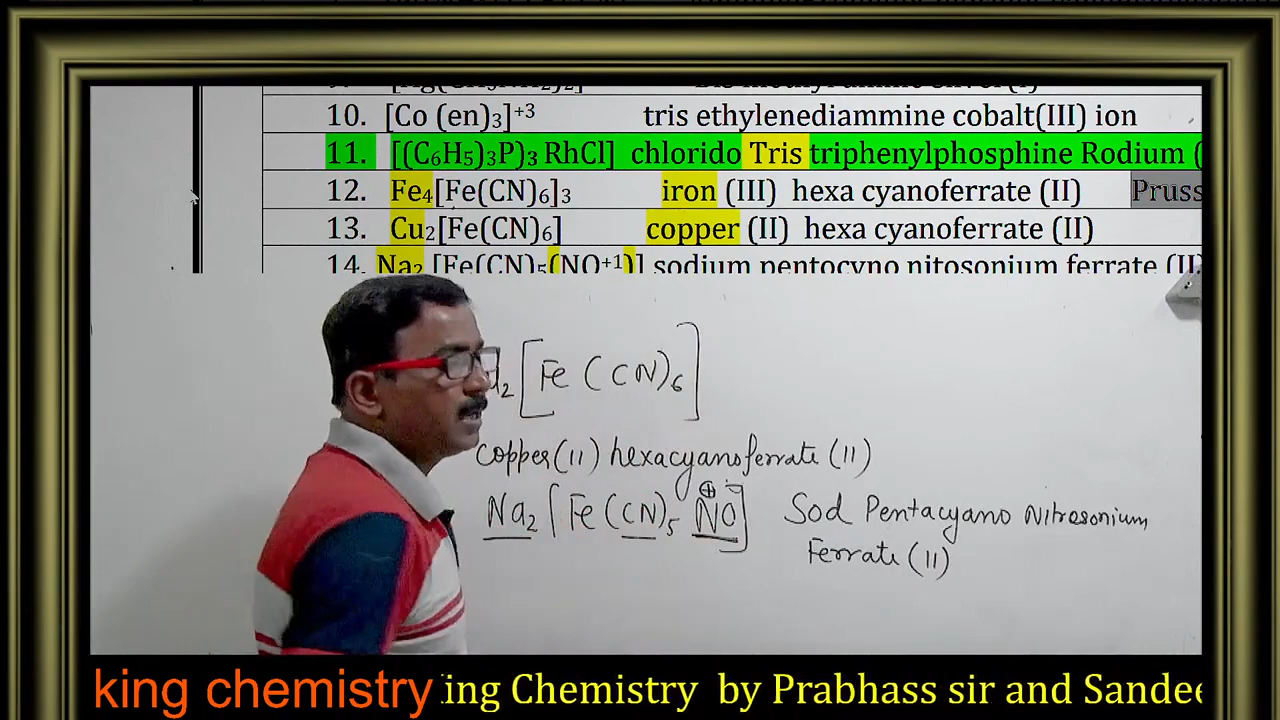 10. [Co (en)₃]⁺³ tris ethylenediammine cobalt(III) ion
11. [(C₆H₅)₃P)₃ RhCl] chlorido Tris triphenylphosphine Rodium (
12. Fe₄[Fe(CN)₆]₃ iron (III) hexa cyanoferrate (II) Pruss
13. Cu₂[Fe(CN)₆] copper (II) hexa cyanoferrate (II)
14. Na₂ [Fe(CN)₅(NO⁺¹)] sodium pentocyno nitosonium ferrate (II)
₂[Fe (CN)₆]
copper(II) hexacyanoferrate (II)
Na₂ [Fe (CN)₅ N⊕O] Sod Pentacyano Nitrosonium
Ferrate (II)
king chemistry ing Chemistry by Prabhass sir and Sandee